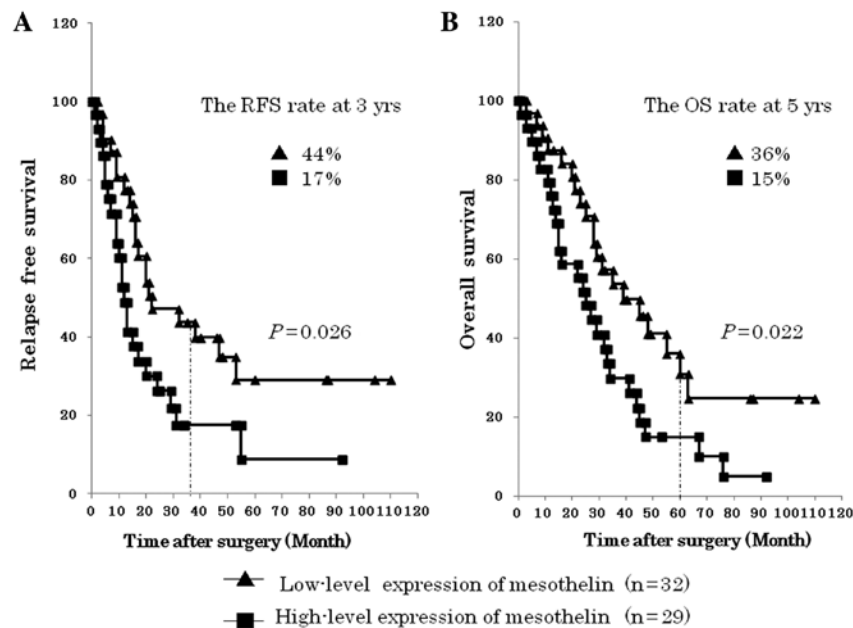 A
Relapse free survival
120
100
80
60
40
20
0
The RFS rate at 3 yrs
44%
17%
P=0.026
0 10 20 30 40 50 60 70 80 90 100 110 120
Time after surgery (Month)
B
Overall survival
120
100
80
60
40
20
0
The OS rate at 5 yrs
36%
15%
P=0.022
0 10 20 30 40 50 60 70 80 90 100 110 120
Time after surgery (Month)
Low-level expression of mesothelin (n=32)
High-level expression of mesothelin (n=29)